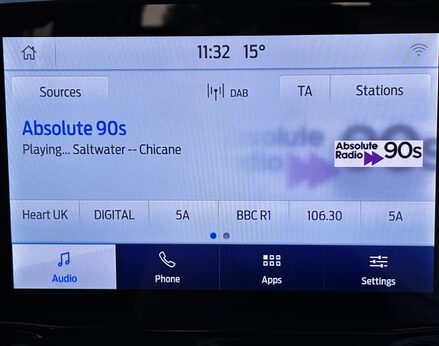 11:32 15°
Sources DAB TA Stations
Absolute 90s
Playing... Saltwater -- Chicane
Absolute
Radio 90s
Heart UK DIGITAL 5A BBC R1 106.30 5A
Audio Phone Apps Settings